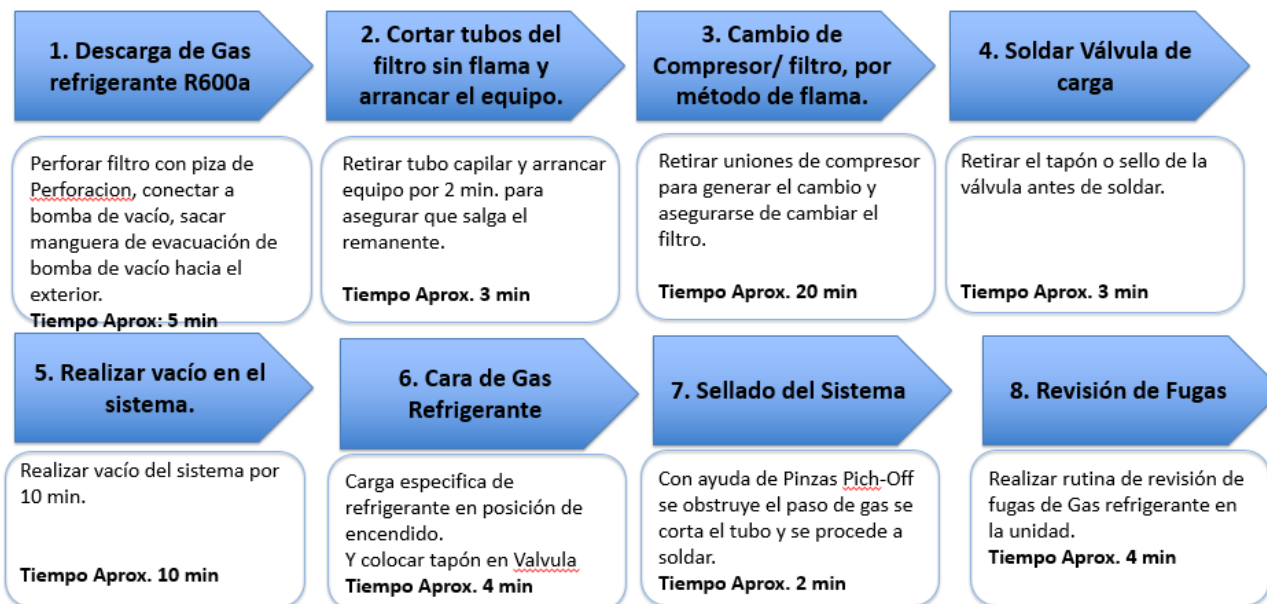 1. Descarga de Gas
refrigerante R600a
2. Cortar tubos del
filtro sin flama y
arrancar el equipo.
3. Cambio de
Compresor/ filtro, por
método de flama.
4. Soldar Válvula de
carga
Perforar filtro con piza de
Perforacion, conectar a
bomba de vacío, sacar
manguera de evacuación de
bomba de vacío hacia el
exterior.
Tiempo Aprox: 5 min
Retirar tubo capilar y arrancar
equipo por 2 min. para
asegurar que salga el
remanente.
Tiempo Aprox. 3 min
Retirar uniones de compresor
para generar el cambio y
asegurarse de cambiar el
filtro.
Tiempo Aprox. 20 min
Retirar el tapón o sello de la
válvula antes de soldar.
Tiempo Aprox. 3 min
5. Realizar vacío en el
sistema.
6. Cara de Gas
Refrigerante
7. Sellado del Sistema
8. Revisión de Fugas
Realizar vacío del sistema por
10 min.
Tiempo Aprox. 10 min
Carga especifica de
refrigerante en posición de
encendido.
Y colocar tapón en Valvula
Tiempo Aprox. 4 min
Con ayuda de Pinzas Pich-Off
se obstruye el paso de gas se
corta el tubo y se procede a
soldar.
Tiempo Aprox. 2 min
Realizar rutina de revisión de
fugas de Gas refrigerante en
la unidad.
Tiempo Aprox. 4 min